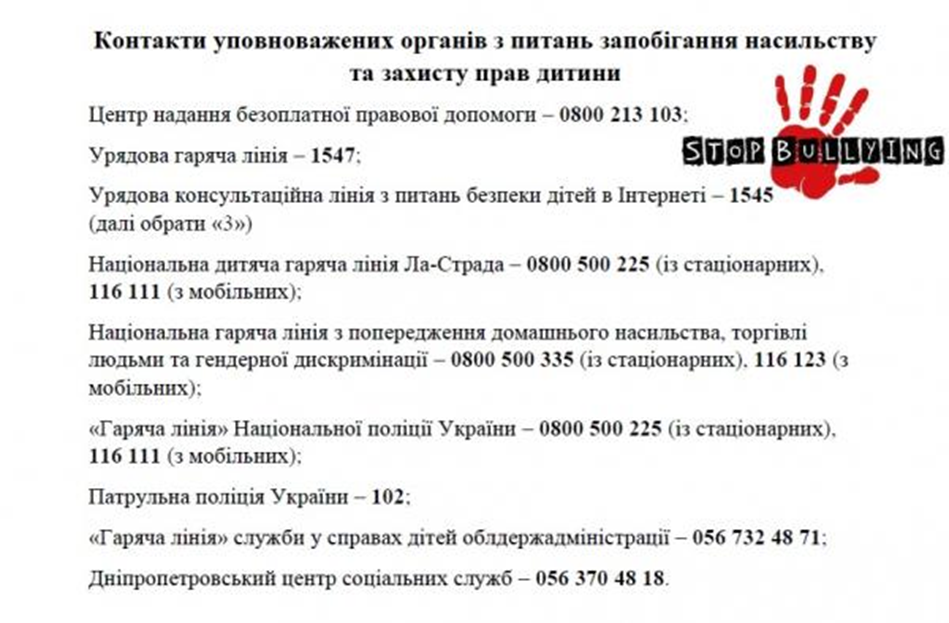 Контакти уповноважених органів з питань запобігання насильству
та захисту прав дитини
Центр надання безоплатної правової допомоги – 0800 213 103;
STOP BULLYING
Урядова гаряча лінія – 1547;
Урядова консультаційна лінія з питань безпеки дітей в Інтернеті – 1545
(далі обрати «3»)
Національна дитяча гаряча лінія Ла-Страда – 0800 500 225 (із стаціонарних),
116 111 (з мобільних);
Національна гаряча лінія з попередження домашнього насильства, торгівлі
людьми та гендерної дискримінації – 0800 500 335 (із стаціонарних), 116 123 (з
мобільних);
«Гаряча лінія» Національної поліції України – 0800 500 225 (із стаціонарних),
116 111 (з мобільних);
Патрульна поліція України – 102;
«Гаряча лінія» служби у справах дітей облдержадміністрації – 056 732 48 71;
Дніпропетровський центр соціальних служб – 056 370 48 18.